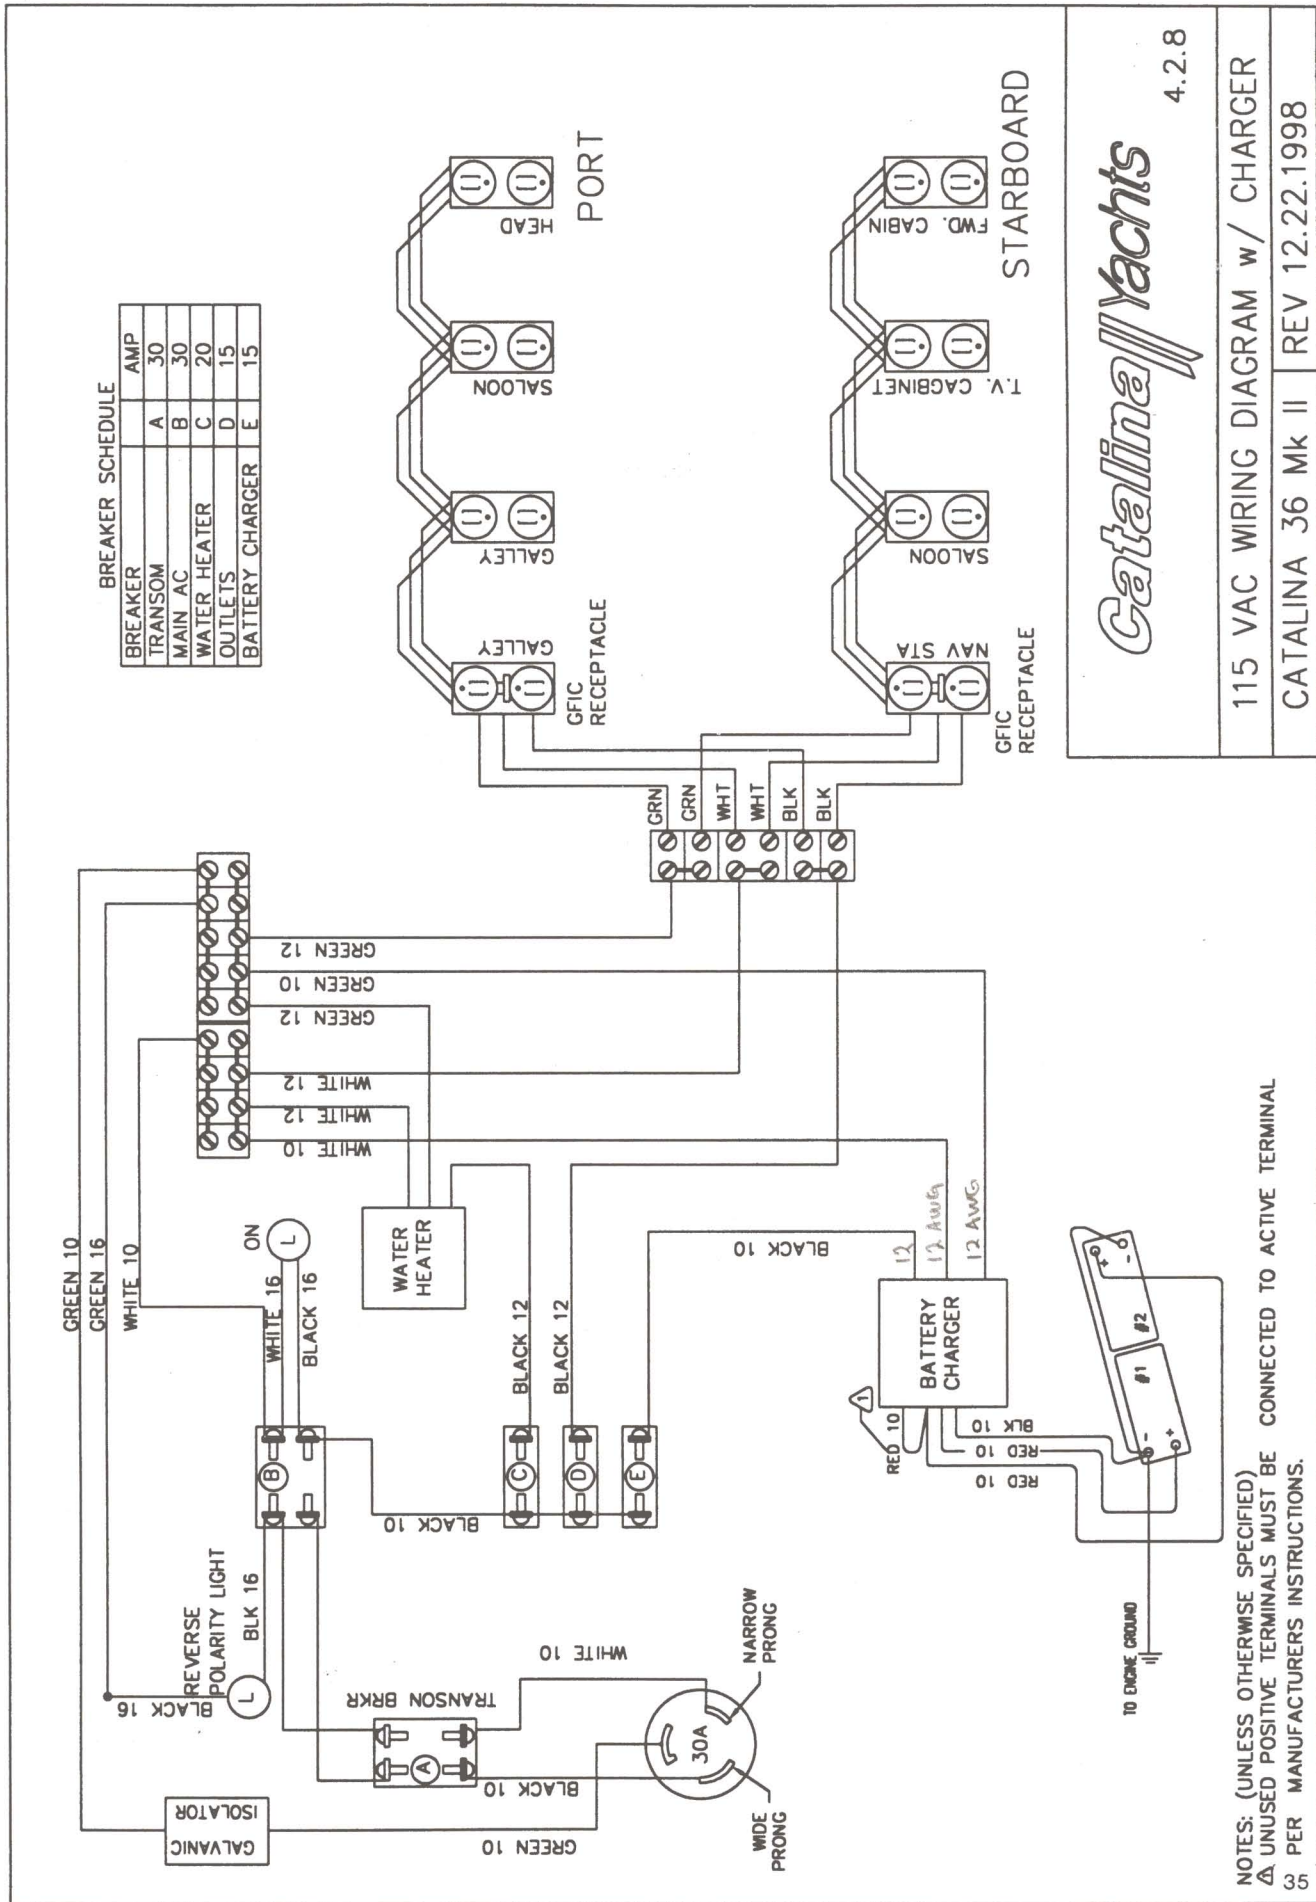 BREAKER SCHEDULE
BREAKER AMP
TRANSOM A 30
MAIN AC B 30
WATER HEATER C 20
OUTLETS D 15
BATTERY CHARGER E 15
GREEN 10
GREEN 16
WHITE 10
ON
L
WHITE 16
BLACK 16
GALVANIC
ISOLATOR
BLACK 16
REVERSE
POLARITY LIGHT
L
BLK 16
B
GREEN 12
GREEN 10
GREEN 12
WHITE 12
WHITE 12
WHITE 10
WATER
HEATER
BLACK 12
BLACK 12
BLACK 10
C
D
E
BLACK 10
TRANSON BRKR
A
GREEN 10
BLACK 10
WHITE 10
30A
WIDE
PRONG
NARROW
PRONG
GALLEY
GFIC
RECEPTACLE
GALLEY
SALOON
HEAD
PORT
GRN
GRN
WHT
WHT
BLK
BLK
NAV STA
GFIC
RECEPTACLE
SALOON
T.V. CAGBINET
FWD. CABIN
STARBOARD
12
12 AWG
12 AWG
BATTERY
CHARGER
1
RED 10
BLK 10
RED 10
RED 10
#1
#2
+
-
-
+
TO ENGINE GROUND
NOTES: (UNLESS OTHERWISE SPECIFIED)
1 UNUSED POSITIVE TERMINALS MUST BE CONNECTED TO ACTIVE TERMINAL
PER MANUFACTURERS INSTRUCTIONS.
35
Catalina Yachts
4.2.8
115 VAC WIRING DIAGRAM w/ CHARGER
CATALINA 36 Mk II REV 12.22.1998